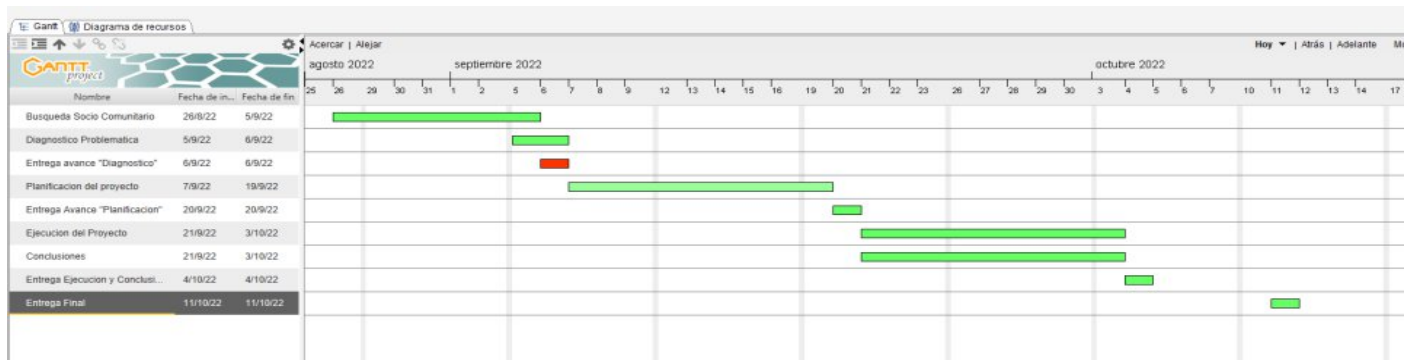 Gantt Diagrama de recursos
Acercar | Alejar Hoy | Atrás | Adelante
GANTT project
agosto 2022 septiembre 2022 octubre 2022
25 26 29 30 31 1 2 5 6 7 8 9 12 13 14 15 16 19 20 21 22 23 26 27 28 29 30 3 4 5 6 7 10 11 12 13 14 17
Nombre Fecha de in... Fecha de fin
Busqueda Socio Comunitario 26/8/22 5/9/22
Diagnostico Problematica 5/9/22 6/9/22
Entrega avance "Diagnostico" 6/9/22 6/9/22
Planificacion del proyecto 7/9/22 19/9/22
Entrega Avance "Planificacion" 20/9/22 20/9/22
Ejecucion del Proyecto 21/9/22 3/10/22
Conclusiones 21/9/22 3/10/22
Entrega Ejecucion y Conclusi... 4/10/22 4/10/22
Entrega Final 11/10/22 11/10/22